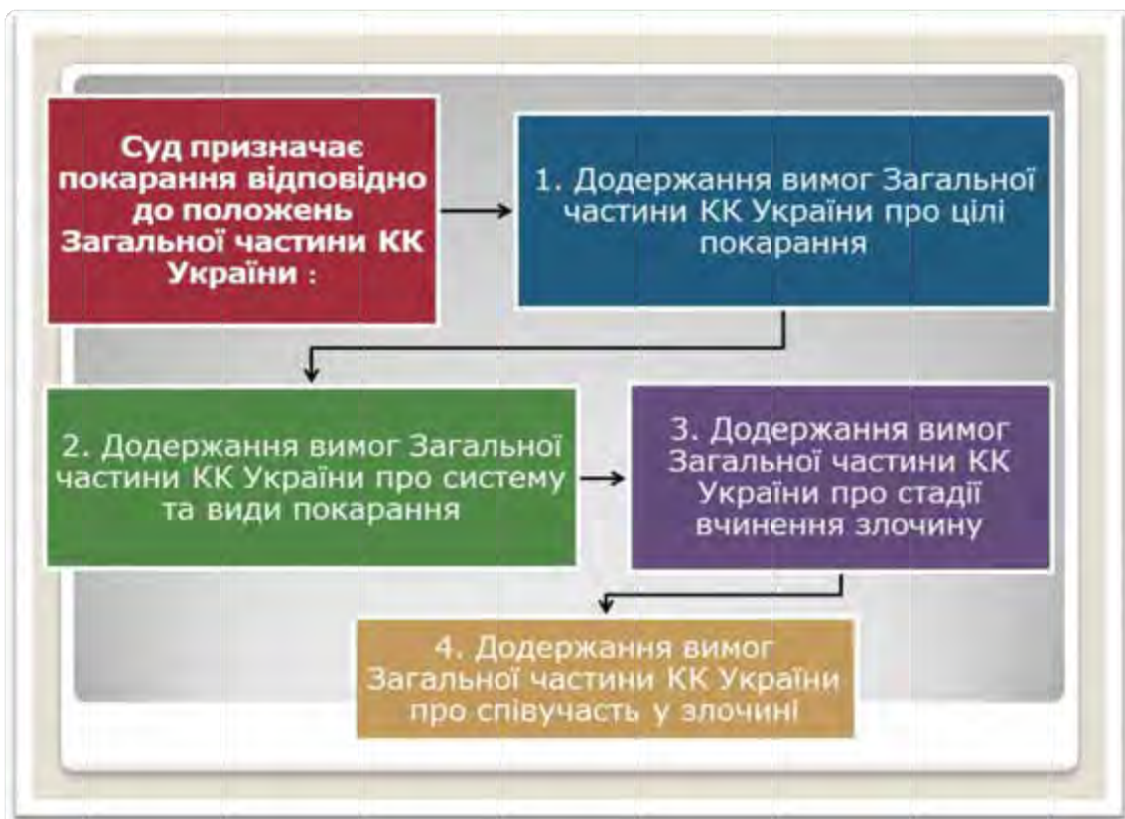 Суд призначає
покарання відповідно
до положень
Загальної частини КК
України :
1. Додержання вимог Загальної
частини КК України про цілі
покарання
2. Додержання вимог Загальної
частини КК України про систему
та види покарання
3. Додержання вимог
Загальної частини КК
України про стадії
вчинення злочину
4. Додержання вимог
Загальної частини КК України
про співучасть у злочині